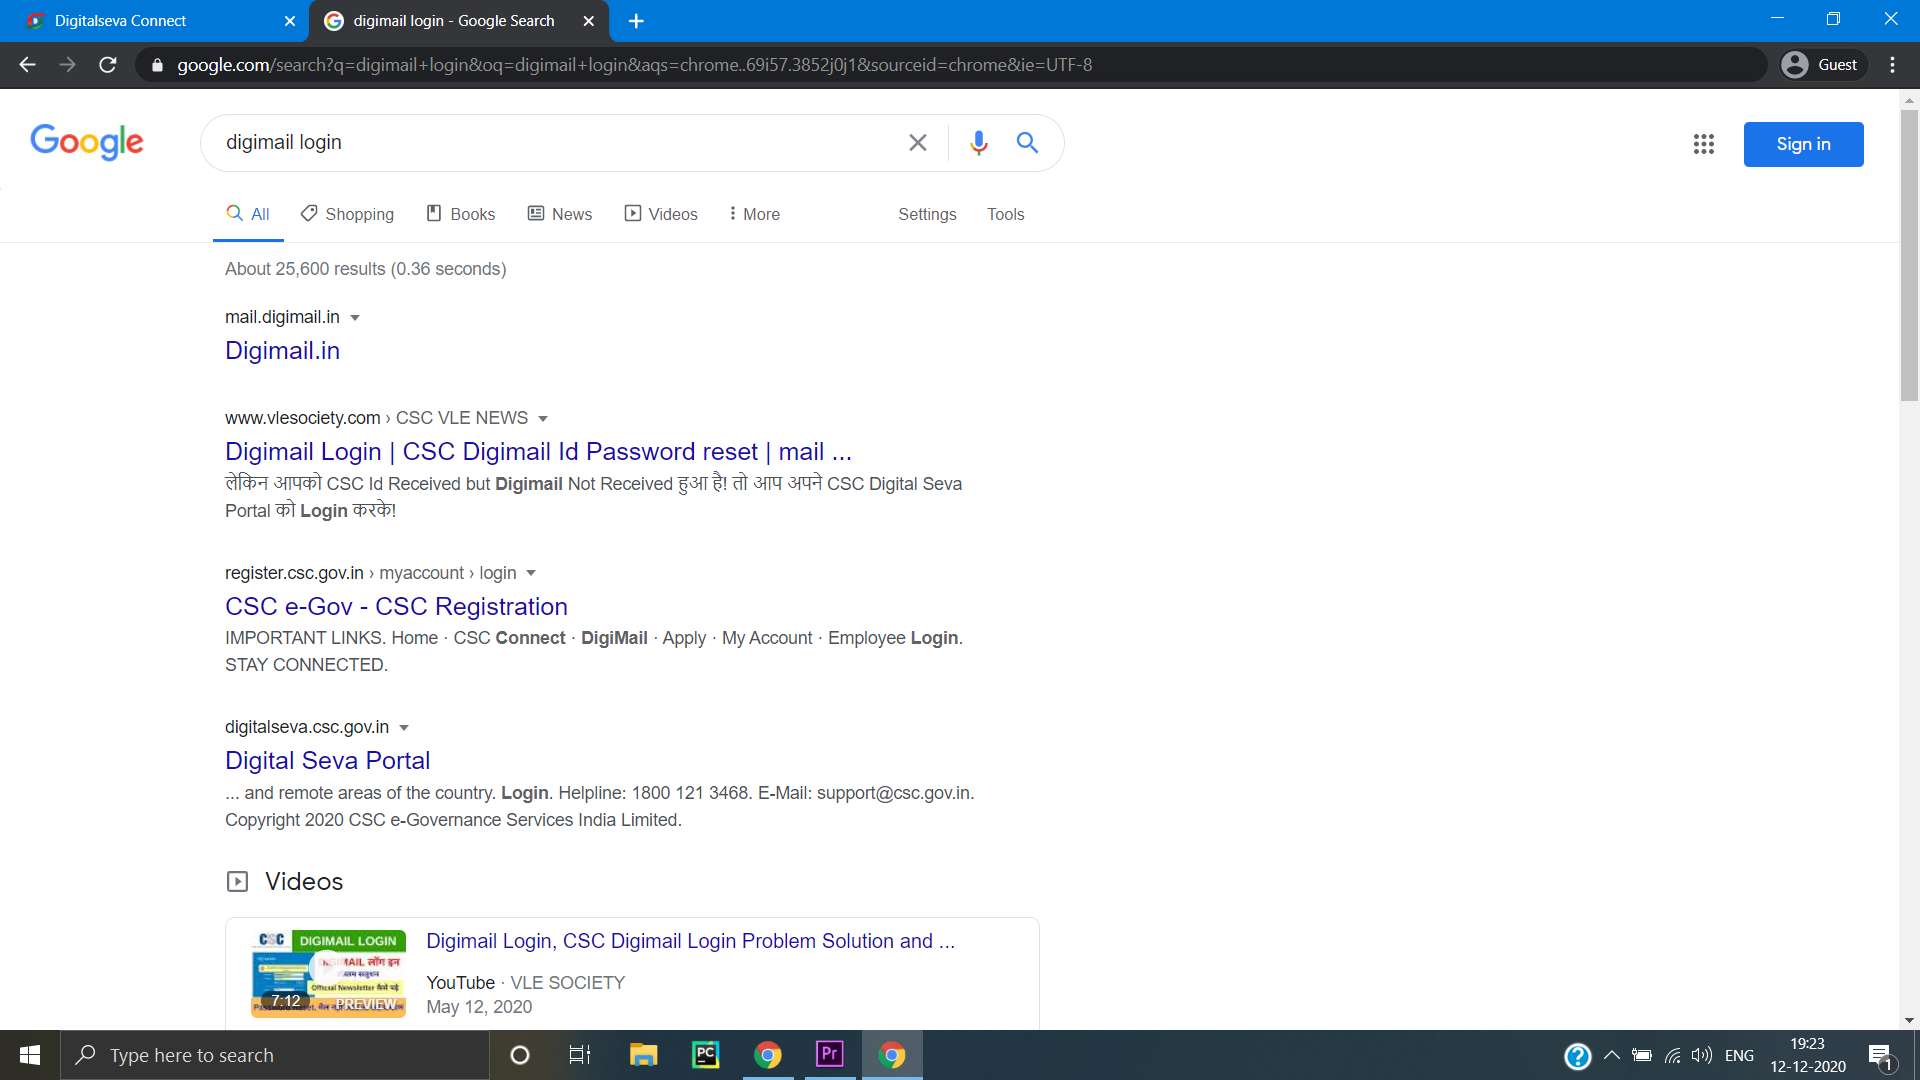 Digitalseva Connect
digimail login - Google Search
google.com/search?q=digimail+login&oq=digimail+login&aqs=chrome..69i57.3852j0j1&sourceid=chrome&ie=UTF-8
Guest
Google
digimail login
Sign in
All Shopping Books News Videos More Settings Tools
About 25,600 results (0.36 seconds)
mail.digimail.in
Digimail.in
www.vlesociety.com › CSC VLE NEWS
Digimail Login | CSC Digimail Id Password reset | mail ...
लेकिन आपको CSC Id Received but Digimail Not Received हुआ है! तो आप अपने CSC Digital Seva
Portal को Login करके!
register.csc.gov.in › myaccount › login
CSC e-Gov - CSC Registration
IMPORTANT LINKS. Home · CSC Connect · DigiMail · Apply · My Account · Employee Login.
STAY CONNECTED.
digitalseva.csc.gov.in
Digital Seva Portal
... and remote areas of the country. Login. Helpline: 1800 121 3468. E-Mail: support@csc.gov.in.
Copyright 2020 CSC e-Governance Services India Limited.
Videos
CSC DIGIMAIL LOGIN
लॉग इन
Official Newsletter कैसे पढ़े
7:12 PREVIEW
Digimail Login, CSC Digimail Login Problem Solution and ...
YouTube · VLE SOCIETY
May 12, 2020
Type here to search
PC
Pr
ENG
19:23
12-12-2020
1